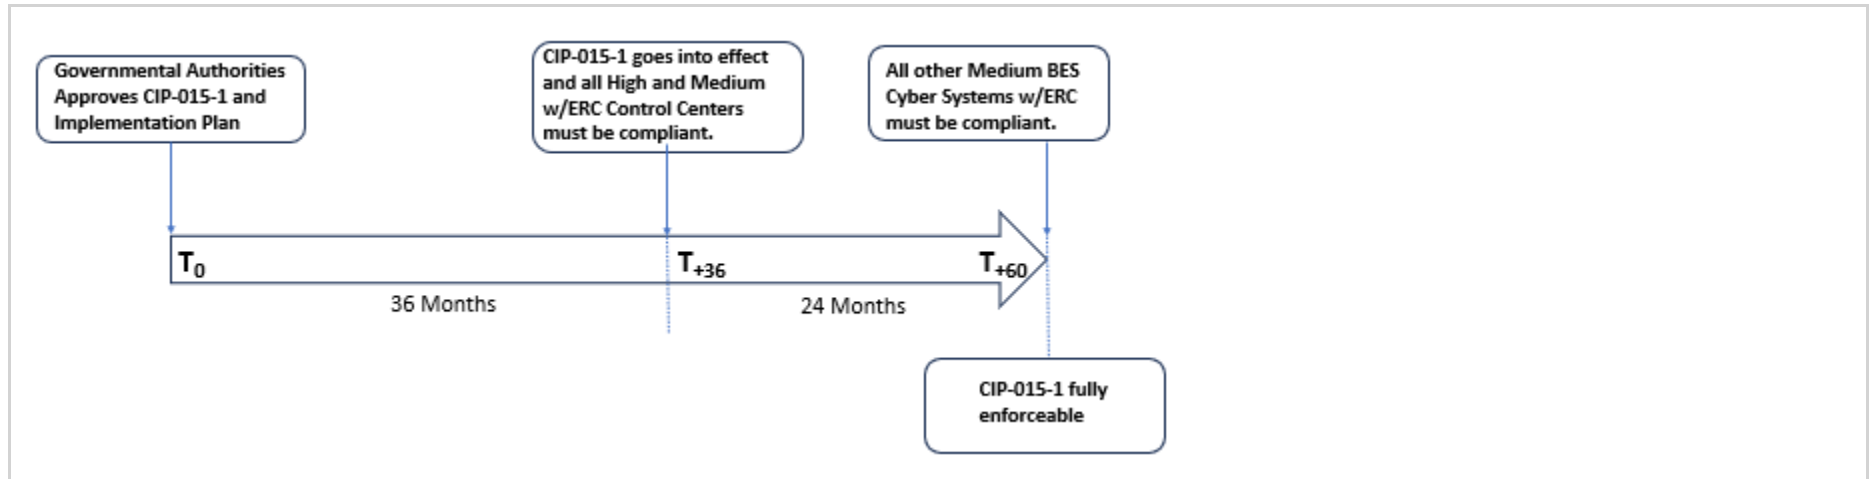 Governmental Authorities
Approves CIP-015-1 and
Implementation Plan
CIP-015-1 goes into effect
and all High and Medium
w/ERC Control Centers
must be compliant.
All other Medium BES
Cyber Systems w/ERC
must be compliant.
T0
T+36
T+60
36 Months
24 Months
CIP-015-1 fully
enforceable